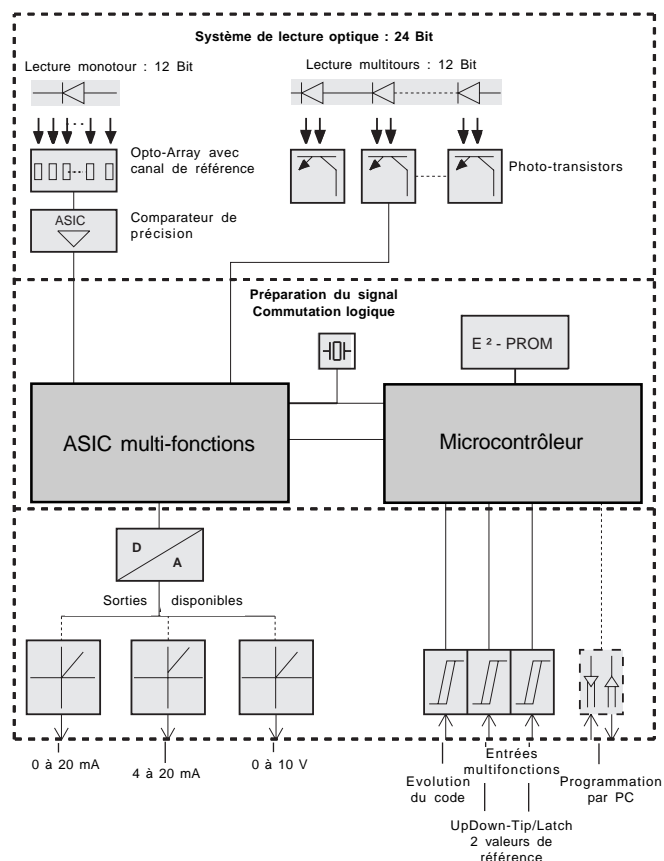 Système de lecture optique : 24 Bit
Lecture monotour : 12 Bit
Lecture multitours : 12 Bit
Opto-Array avec
canal de référence
Photo-transistors
ASIC
Comparateur de
précision
Préparation du signal
Commutation logique
E ² - PROM
ASIC multi-fonctions
Microcontrôleur
D
A
Sorties disponibles
0 à 20 mA
4 à 20 mA
0 à 10 V
Entrées
multifonctions
Evolution
du code
Programmation
par PC
UpDown-Tip/Latch
2 valeurs de
référence